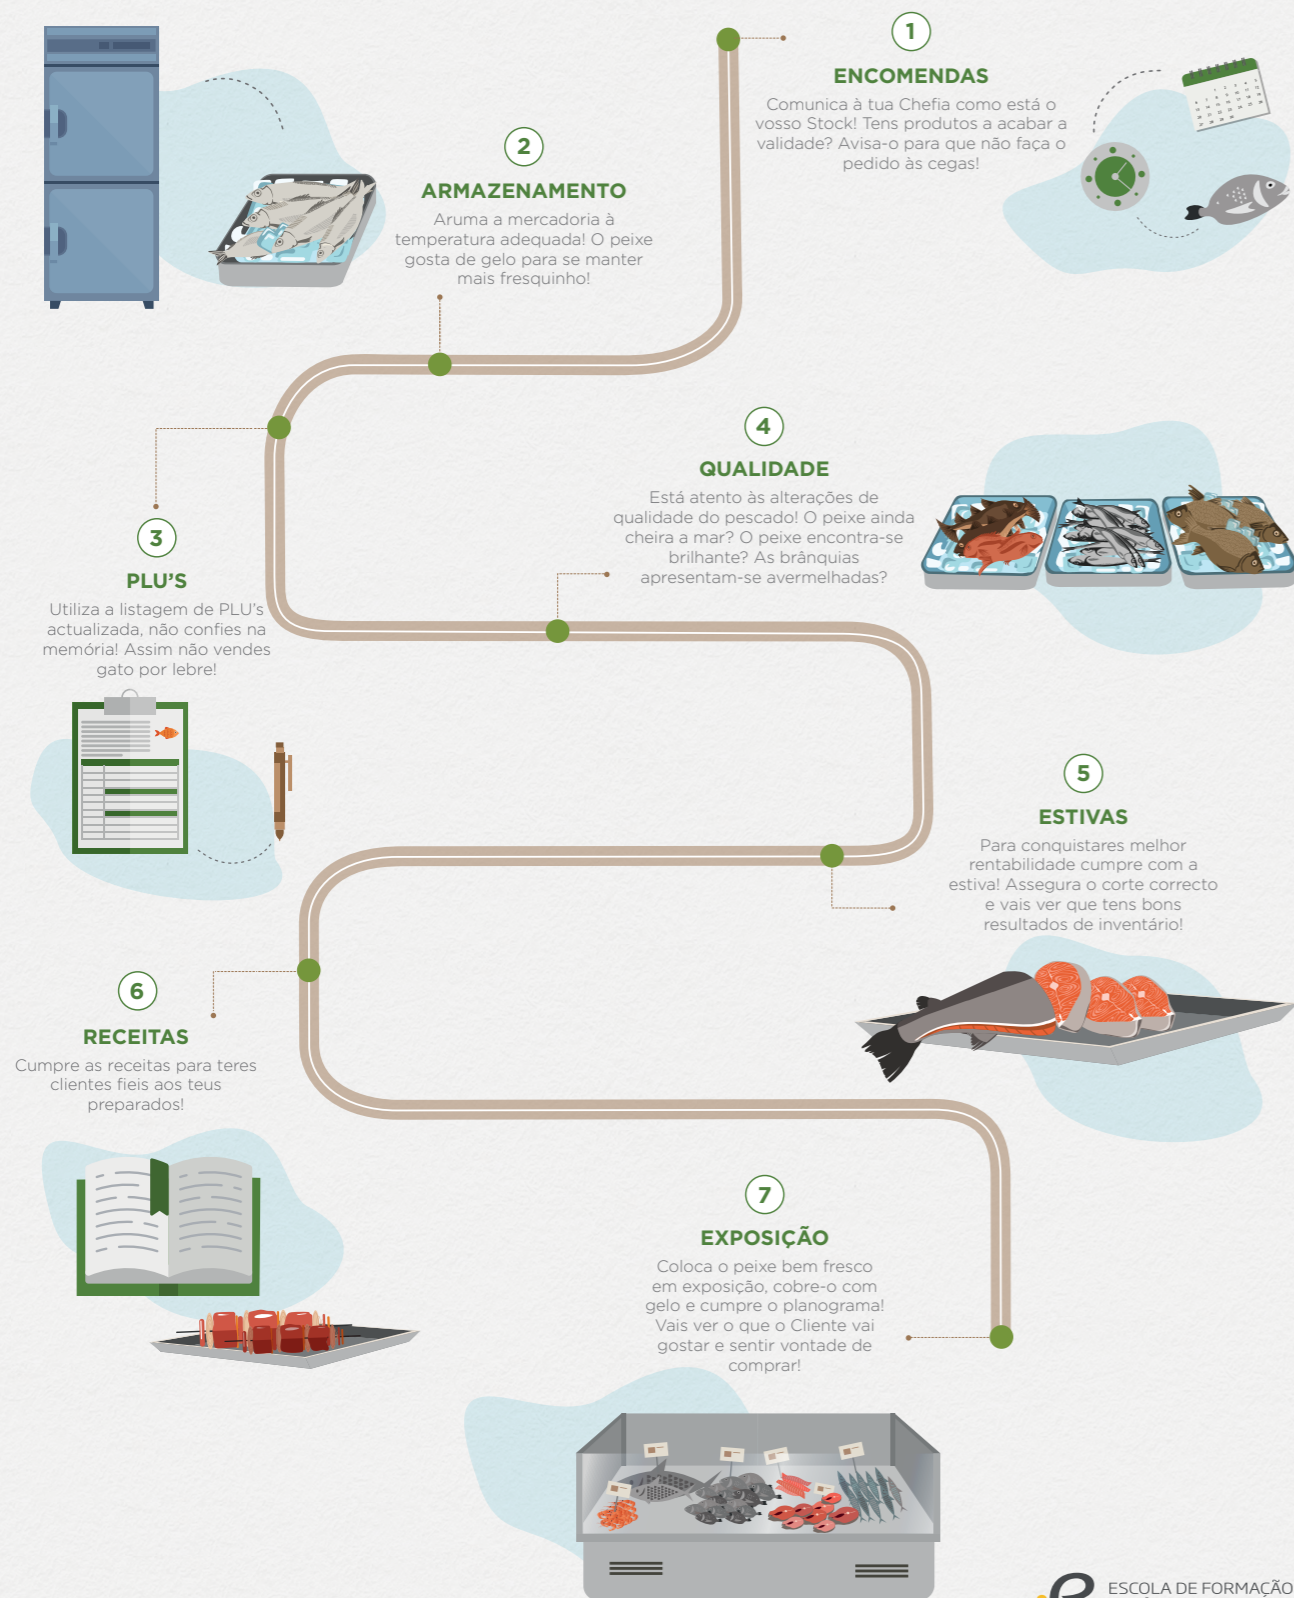 1
ENCOMENDAS
Comunica à tua Chefia como está o
vosso Stock! Tens produtos a acabar a
validade? Avisa-o para que não faça o
pedido às cegas!
2
ARMAZENAMENTO
Aruma a mercadoria à
temperatura adequada! O peixe
gosta de gelo para se manter
mais fresquinho!
3
PLU'S
Utiliza a listagem de PLU's
actualizada, não confies na
memória! Assim não vendes
gato por lebre!
4
QUALIDADE
Está atento às alterações de
qualidade do pescado! O peixe ainda
cheira a mar? O peixe encontra-se
brilhante? As brânquias
apresentam-se avermelhadas?
5
ESTIVAS
Para conquistares melhor
rentabilidade cumpre com a
estiva! Assegura o corte correcto
e vais ver que tens bons
resultados de inventário!
6
RECEITAS
Cumpre as receitas para teres
clientes fieis aos teus
preparados!
7
EXPOSIÇÃO
Coloca o peixe bem fresco
em exposição, cobre-o com
gelo e cumpre o planograma!
Vais ver o que o Cliente vai
gostar e sentir vontade de
comprar!
e ESCOLA DE FORMAÇÃO